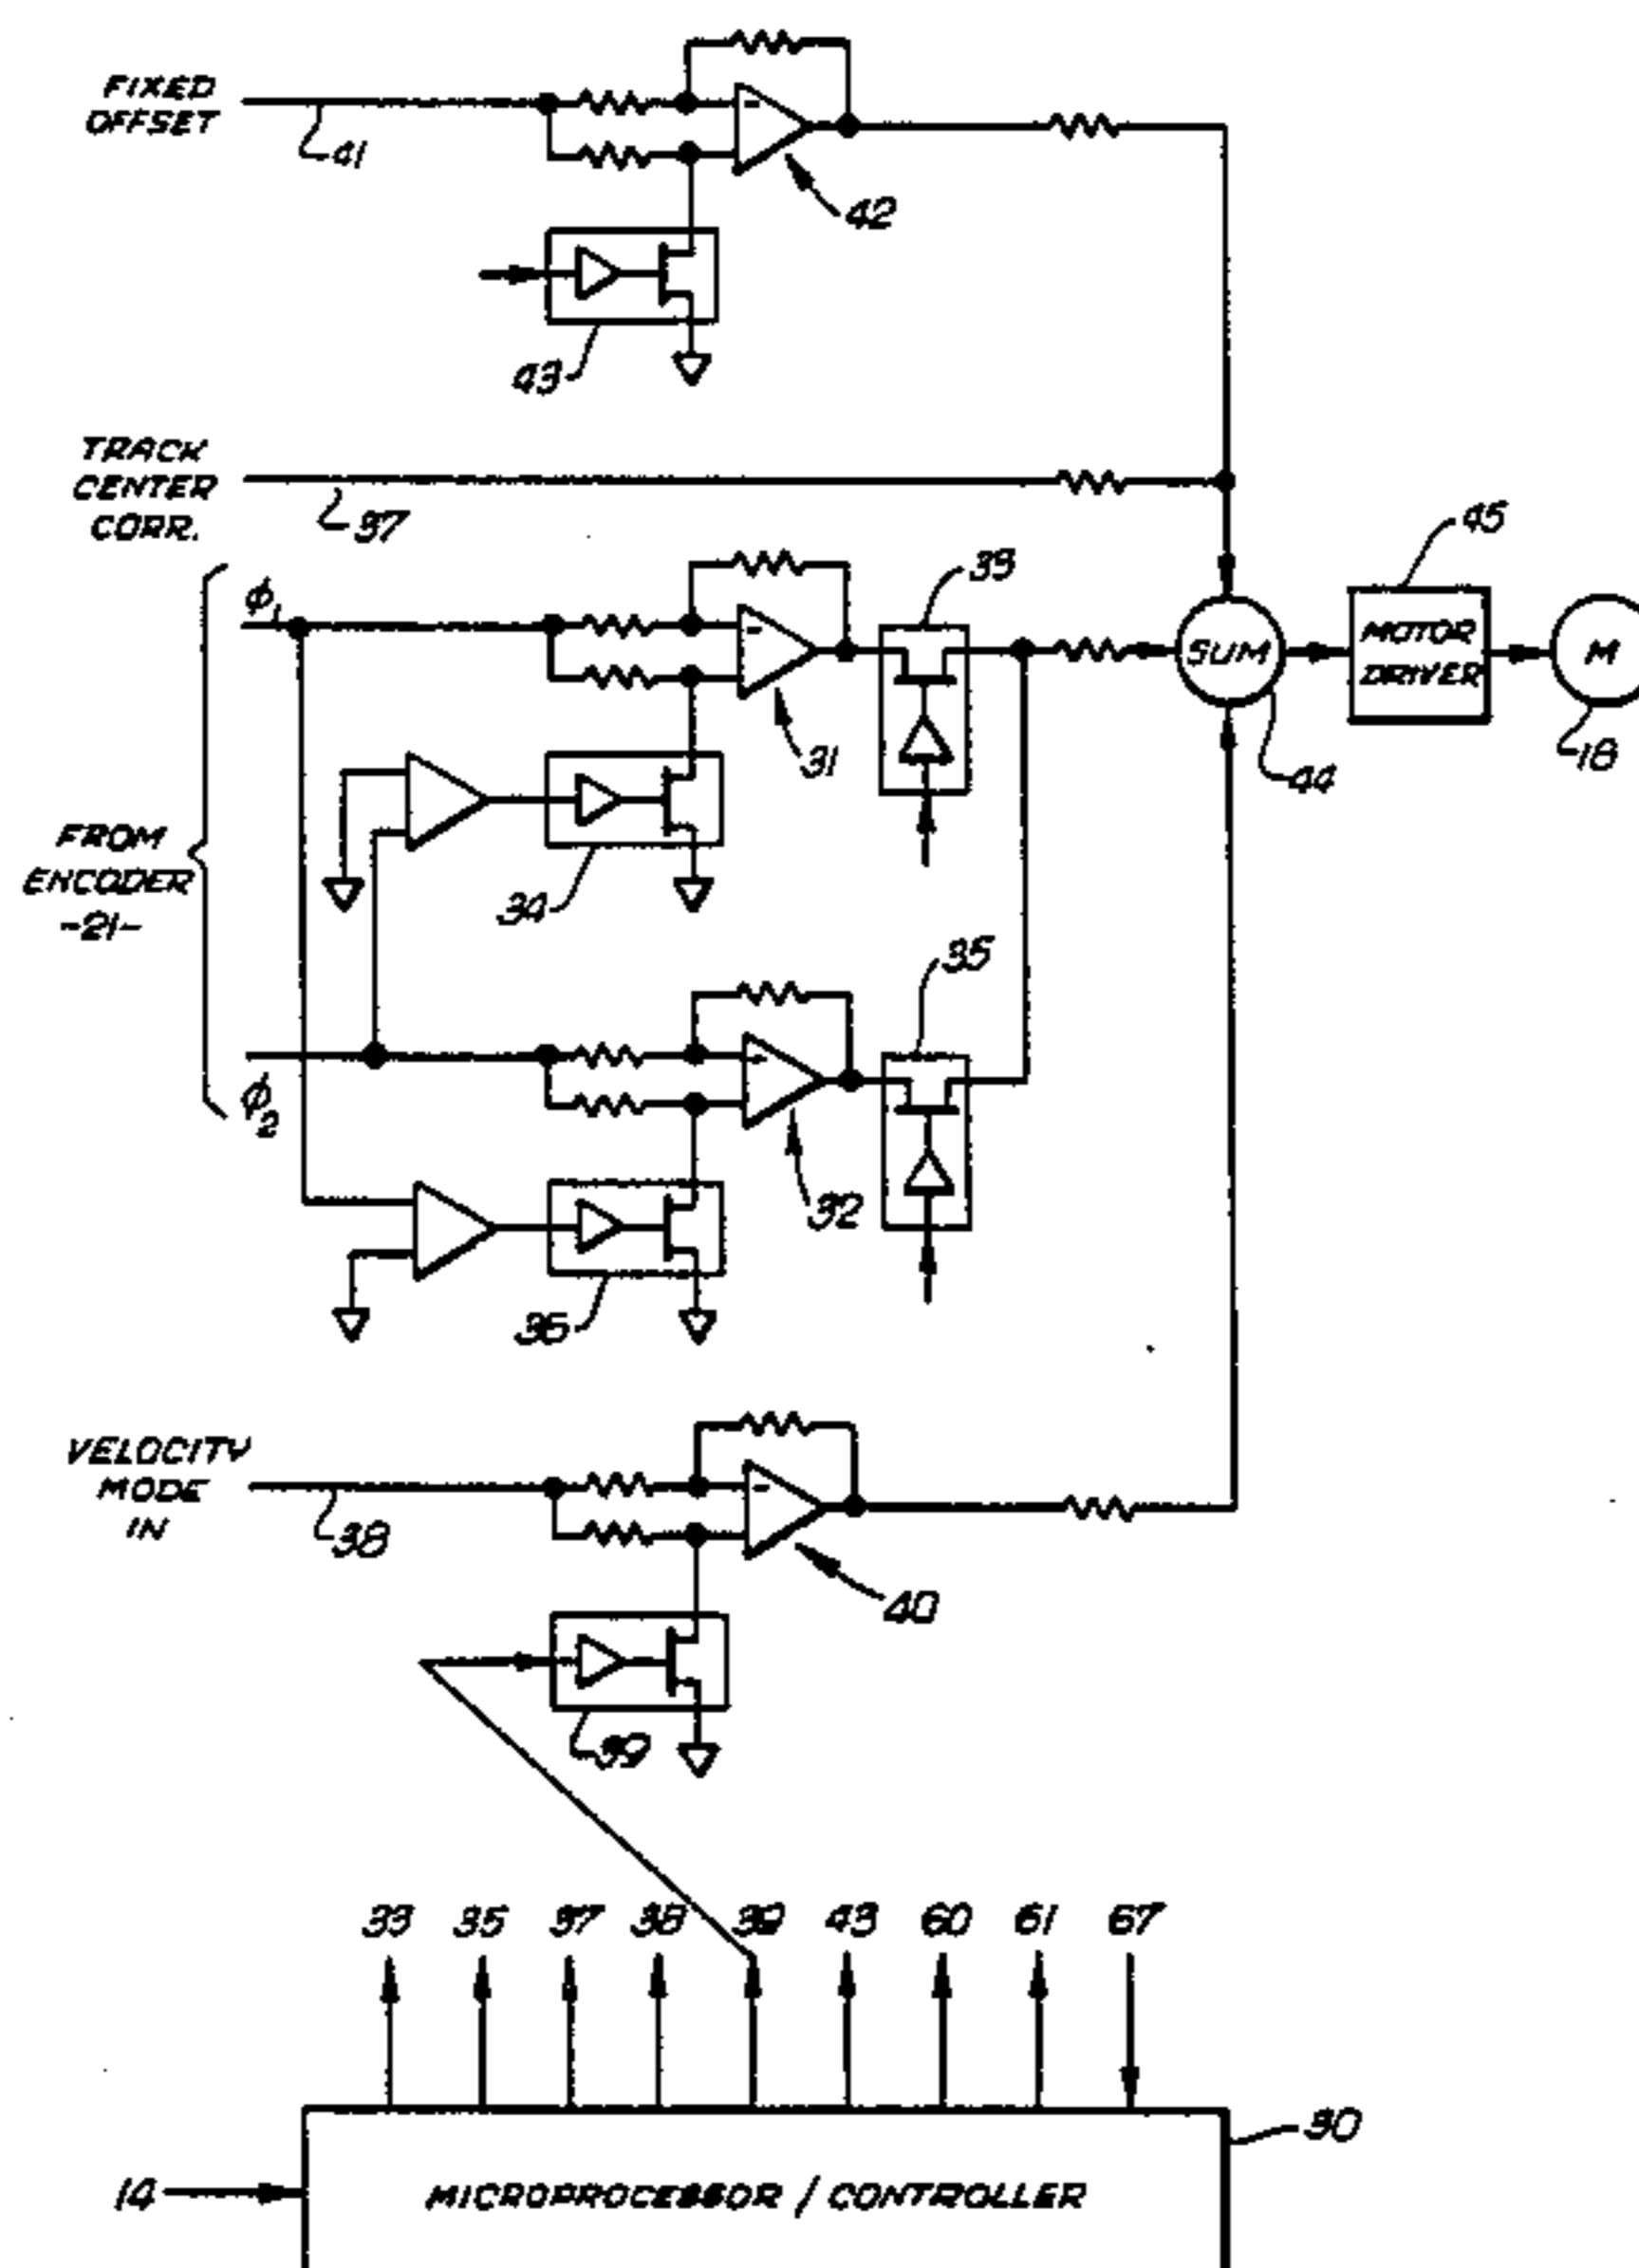 FIXED
OFFSET
41
-
42
43
TRACK
CENTER
CORR.
37
45
ϕ1
-
33
SUM
MOTOR
DRIVER
M
31
44
18
FROM
ENCODER
-21-
34
35
ϕ2
-
32
36
VELOCITY
MODE
IN
38
-
40
39
33 35 37 38 39 43 60 61 67
30
14
MICROPROCESSOR / CONTROLLER